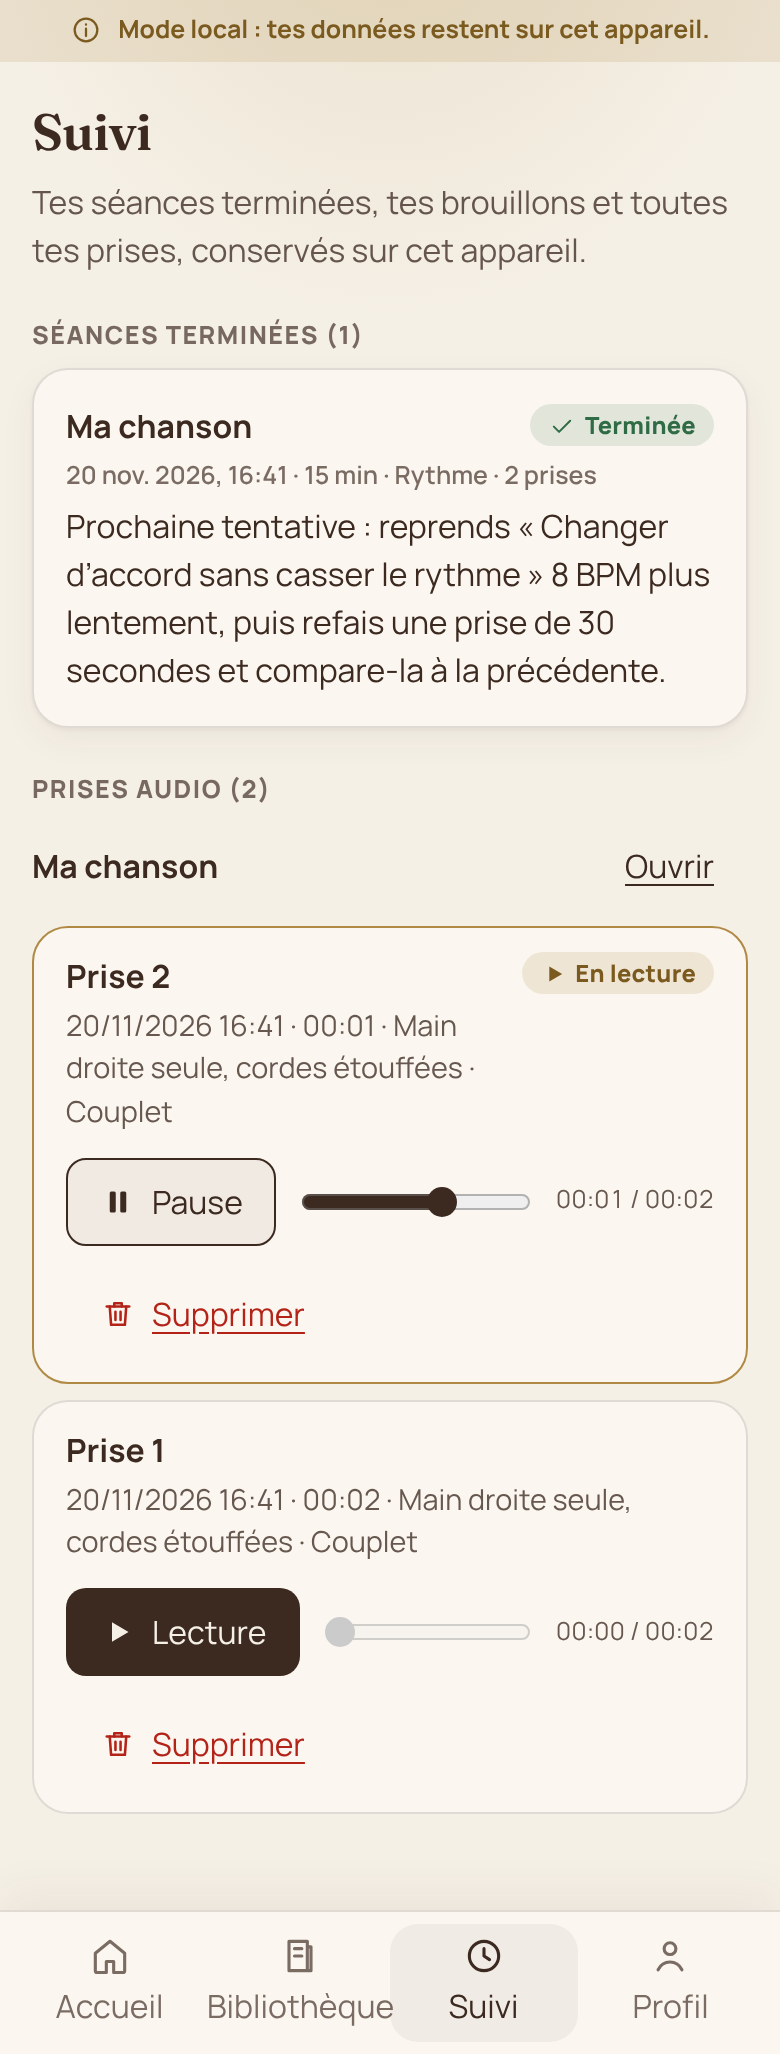 Mode local : tes données restent sur cet appareil.
Suivi
Tes séances terminées, tes brouillons et toutes
tes prises, conservés sur cet appareil.
SÉANCES TERMINÉES (1)
Ma chanson
Terminée
20 nov. 2026, 16:41 · 15 min · Rythme · 2 prises
Prochaine tentative : reprends « Changer
d’accord sans casser le rythme » 8 BPM plus
lentement, puis refais une prise de 30
secondes et compare-la à la précédente.
PRISES AUDIO (2)
Ma chanson
Ouvrir
Prise 2
En lecture
20/11/2026 16:41 · 00:01 · Main
droite seule, cordes étouffées ·
Couplet
Pause
00:01 / 00:02
Supprimer
Prise 1
20/11/2026 16:41 · 00:02 · Main droite seule,
cordes étouffées · Couplet
Lecture
00:00 / 00:02
Supprimer
Accueil
Bibliothèque
Suivi
Profil